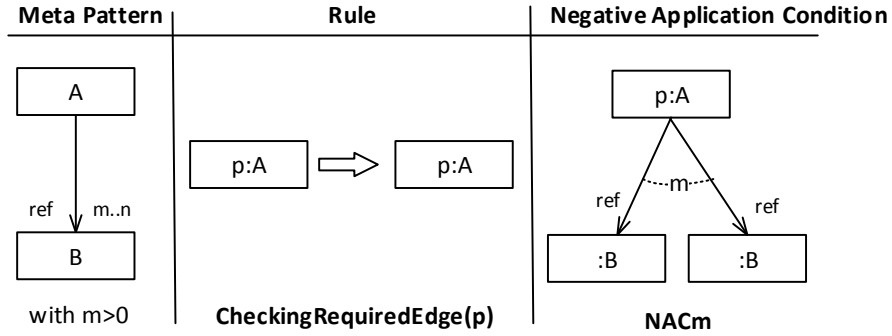 Meta Pattern
Rule
Negative Application Condition
A
ref
m..n
B
with m>0
p:A
p:A
CheckingRequiredEdge(p)
p:A
m
ref
ref
:B
:B
NACm